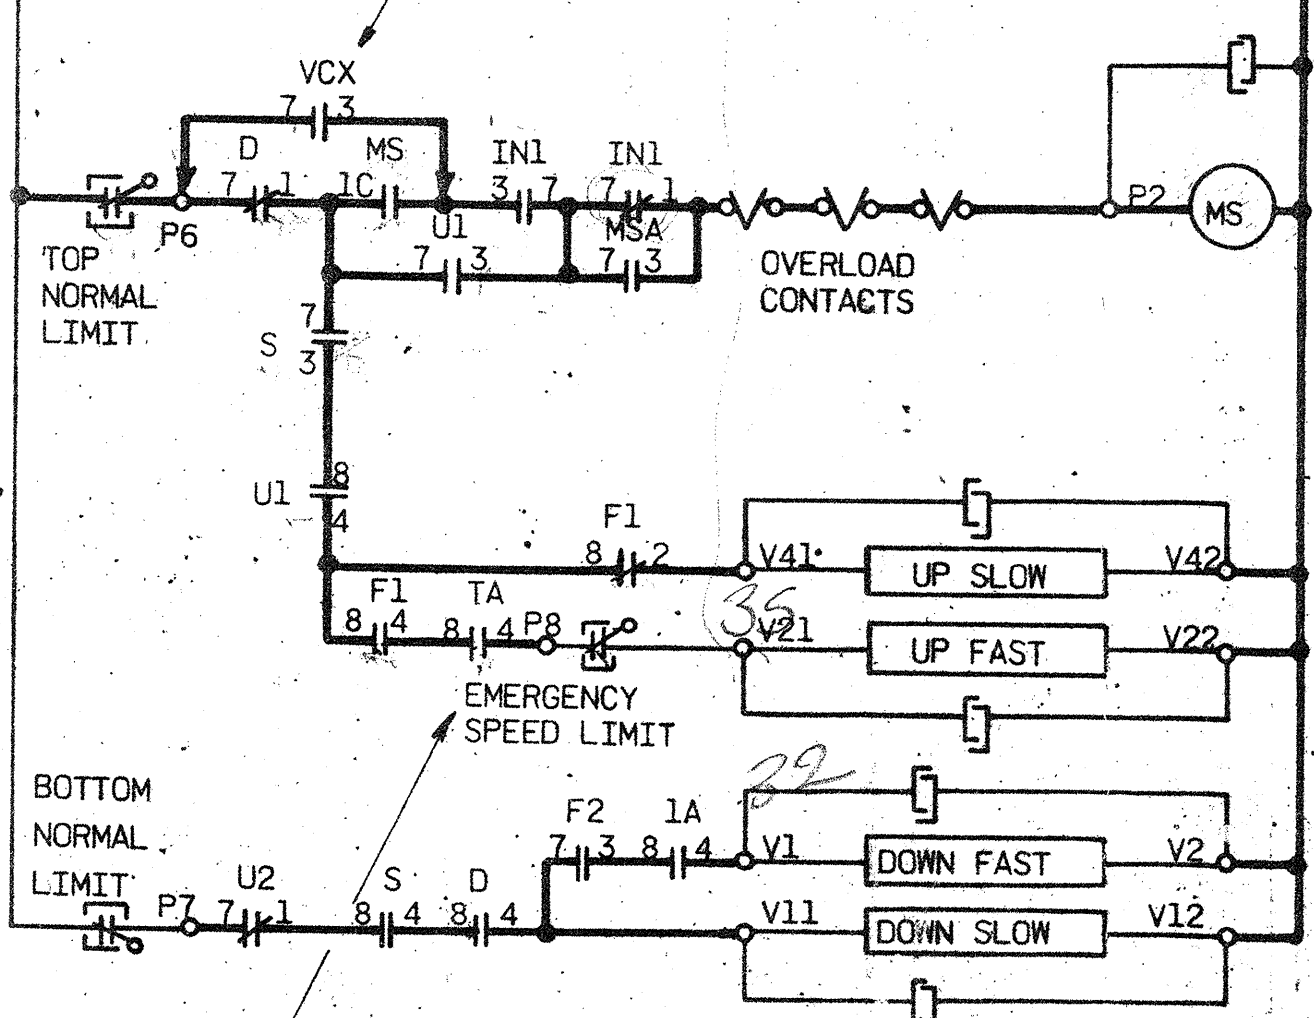 VCX
7 3
D MS IN1 IN1
7 1 1C 3 7 7 1 P2 MS
P6 U1 MSA
7 3 7 3
TOP
NORMAL
LIMIT
OVERLOAD
CONTACTS
7
S
3
8
U1
4
F1
8 2 V41 UP SLOW V42
F1 TA 35
8 4 8 4 P8 V21 UP FAST V22
EMERGENCY
SPEED LIMIT
32
BOTTOM
NORMAL
LIMIT
F2 1A
7 3 8 4 V1 DOWN FAST V2
U2 S D
P7 7 1 8 4 8 4 V11 DOWN SLOW V12